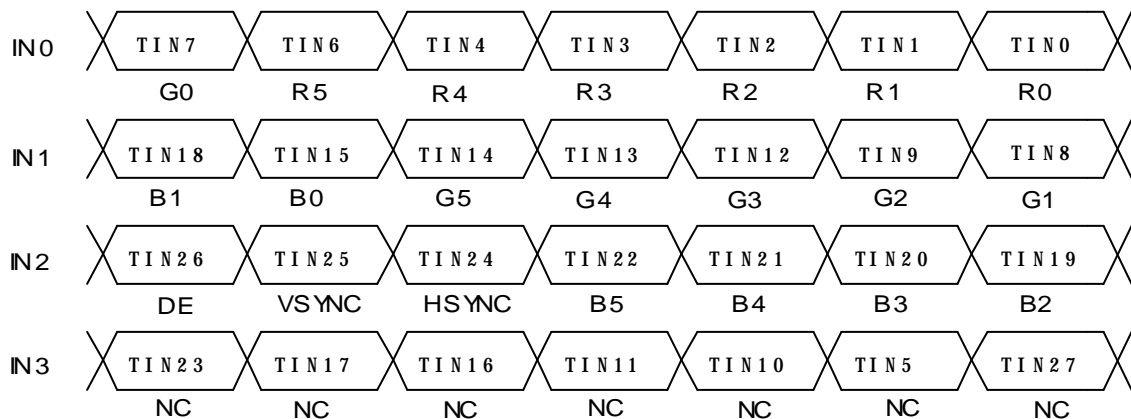 IN0 TIN7 TIN6 TIN4 TIN3 TIN2 TIN1 TIN0
G0 R5 R4 R3 R2 R1 R0
IN1 TIN18 TIN15 TIN14 TIN13 TIN12 TIN9 TIN8
B1 B0 G5 G4 G3 G2 G1
IN2 TIN26 TIN25 TIN24 TIN22 TIN21 TIN20 TIN19
DE VSYNC HSYNC B5 B4 B3 B2
IN3 TIN23 TIN17 TIN16 TIN11 TIN10 TIN5 TIN27
NC NC NC NC NC NC NC